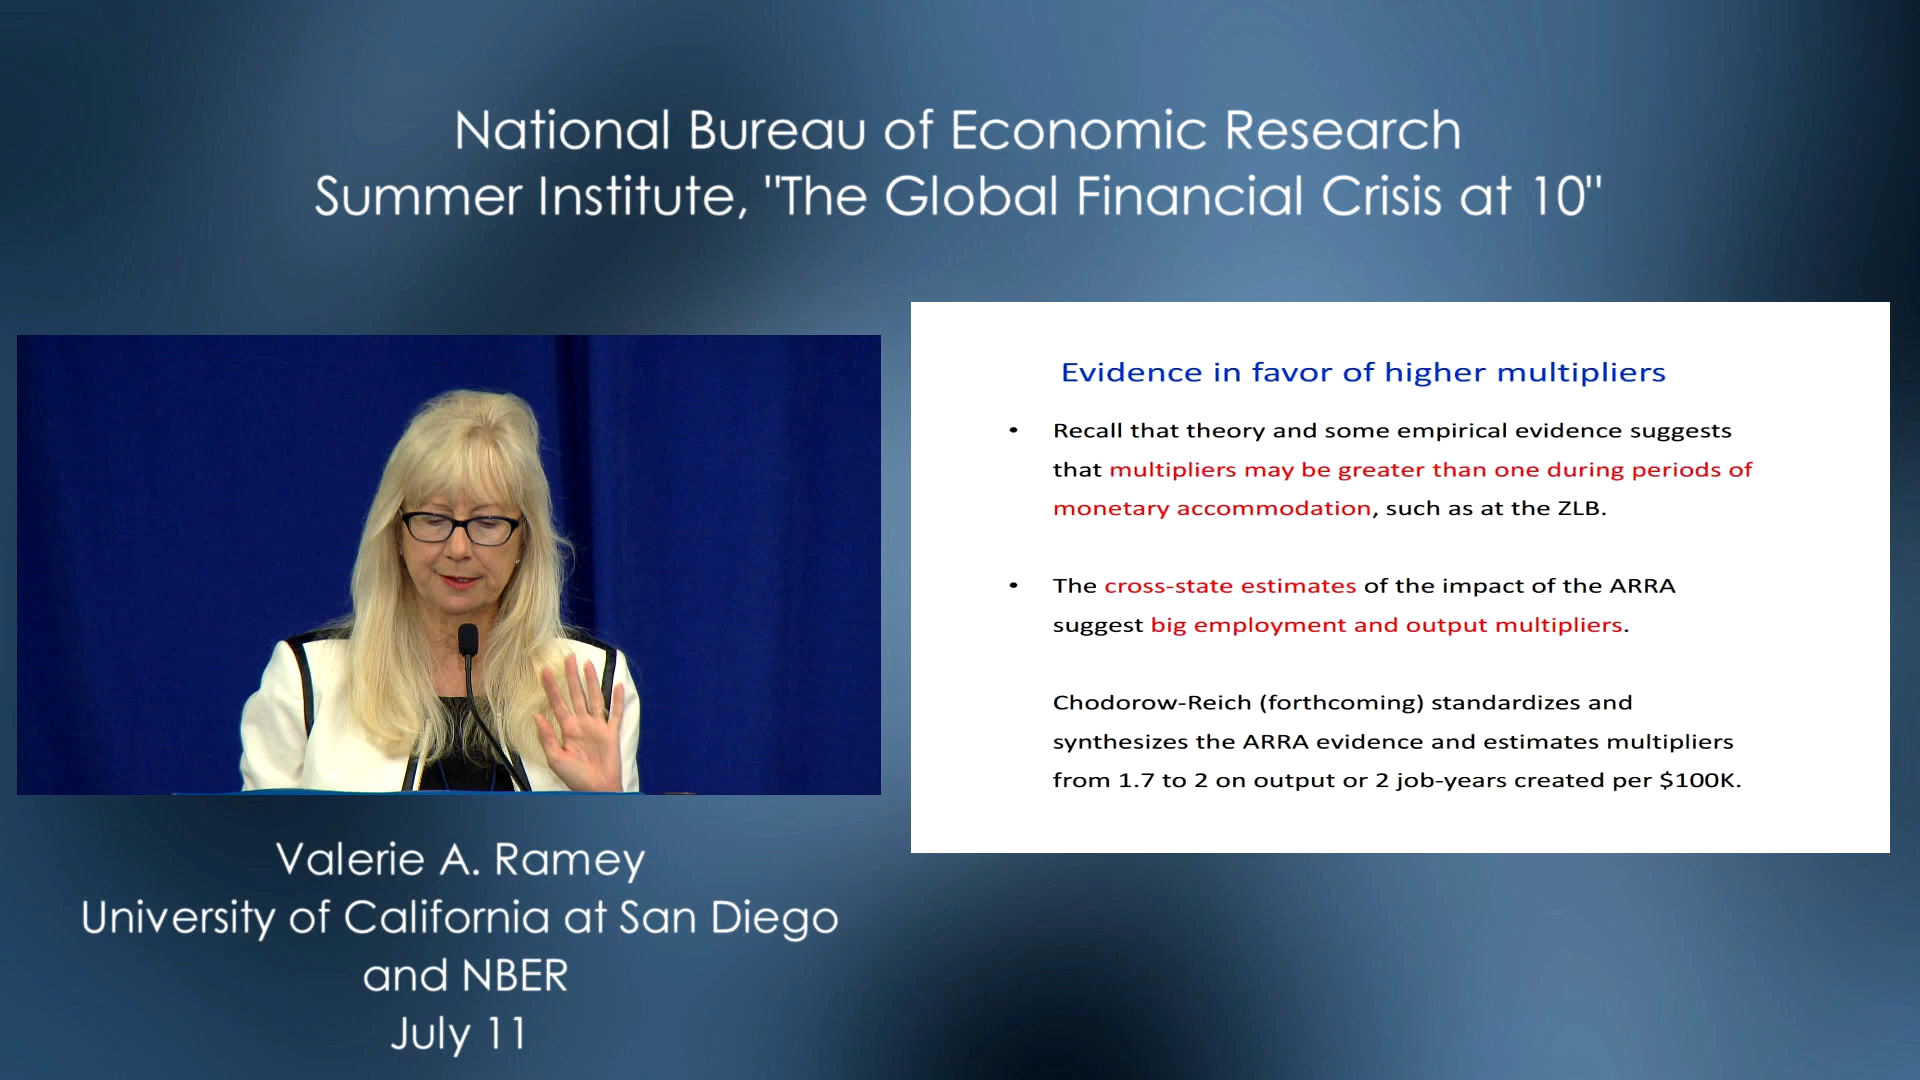 National Bureau of Economic Research
Summer Institute, "The Global Financial Crisis at 10"
Evidence in favor of higher multipliers
• Recall that theory and some empirical evidence suggests
that multipliers may be greater than one during periods of
monetary accommodation, such as at the ZLB.
• The cross-state estimates of the impact of the ARRA
suggest big employment and output multipliers.
Chodorow-Reich (forthcoming) standardizes and
synthesizes the ARRA evidence and estimates multipliers
from 1.7 to 2 on output or 2 job-years created per $100K.
Valerie A. Ramey
University of California at San Diego
and NBER
July 11